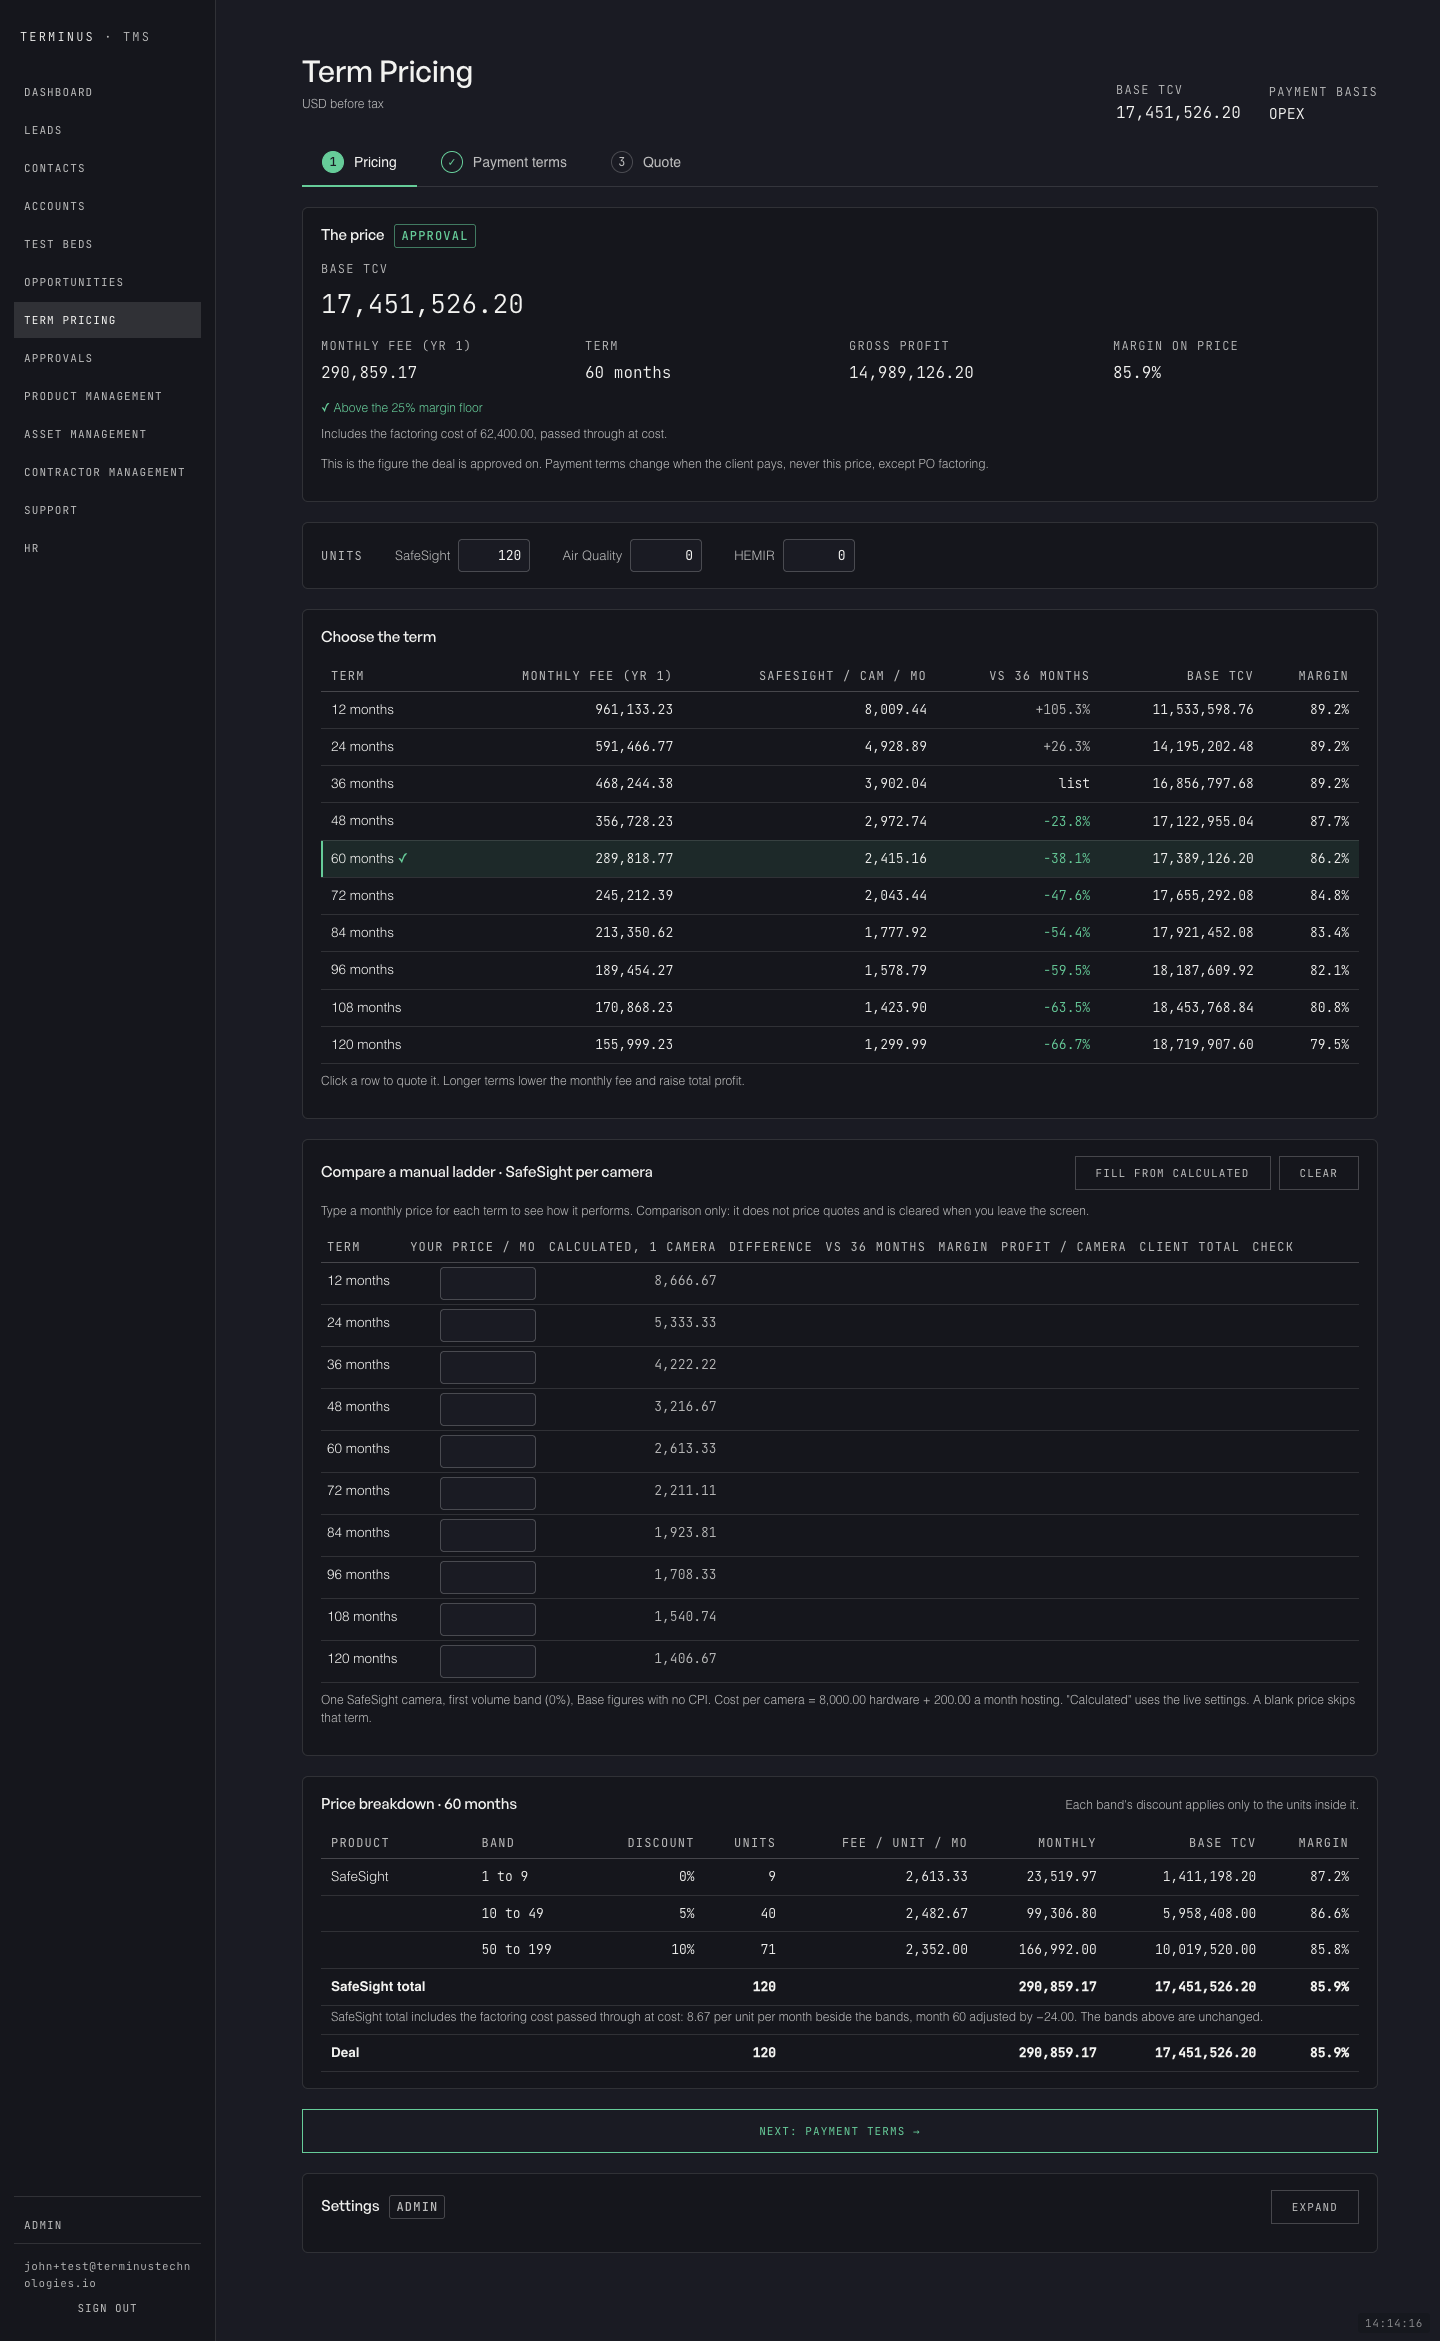 TERMINUS · TMS
DASHBOARD
LEADS
CONTACTS
ACCOUNTS
TEST BEDS
OPPORTUNITIES
TERM PRICING
APPROVALS
PRODUCT MANAGEMENT
ASSET MANAGEMENT
CONTRACTOR MANAGEMENT
SUPPORT
HR
ADMIN
john+test@terminustechn
ologies.io
SIGN OUT
Term Pricing
USD before tax
BASE TCV
17,451,526.20
PAYMENT BASIS
OPEX
1 Pricing ✓ Payment terms 3 Quote
The price APPROVAL
BASE TCV
17,451,526.20
MONTHLY FEE (YR 1) TERM GROSS PROFIT MARGIN ON PRICE
290,859.17 60 months 14,989,126.20 85.9%
✓ Above the 25% margin floor
Includes the factoring cost of 62,400.00, passed through at cost.
This is the figure the deal is approved on. Payment terms change when the client pays, never this price, except PO factoring.
UNITS SafeSight 120 Air Quality 0 HEMIR 0
Choose the term
TERM MONTHLY FEE (YR 1) SAFESIGHT / CAM / MO VS 36 MONTHS BASE TCV MARGIN
12 months 961,133.23 8,009.44 +105.3% 11,533,598.76 89.2%
24 months 591,466.77 4,928.89 +26.3% 14,195,202.48 89.2%
36 months 468,244.38 3,902.04 list 16,856,797.68 89.2%
48 months 356,728.23 2,972.74 -23.8% 17,122,955.04 87.7%
60 months ✓ 289,818.77 2,415.16 -38.1% 17,389,126.20 86.2%
72 months 245,212.39 2,043.44 -47.6% 17,655,292.08 84.8%
84 months 213,350.62 1,777.92 -54.4% 17,921,452.08 83.4%
96 months 189,454.27 1,578.79 -59.5% 18,187,609.92 82.1%
108 months 170,868.23 1,423.90 -63.5% 18,453,768.84 80.8%
120 months 155,999.23 1,299.99 -66.7% 18,719,907.60 79.5%
Click a row to quote it. Longer terms lower the monthly fee and raise total profit.
Compare a manual ladder · SafeSight per camera FILL FROM CALCULATED CLEAR
Type a monthly price for each term to see how it performs. Comparison only: it does not price quotes and is cleared when you leave the screen.
TERM YOUR PRICE / MO CALCULATED, 1 CAMERA DIFFERENCE VS 36 MONTHS MARGIN PROFIT / CAMERA CLIENT TOTAL CHECK
12 months 8,666.67
24 months 5,333.33
36 months 4,222.22
48 months 3,216.67
60 months 2,613.33
72 months 2,211.11
84 months 1,923.81
96 months 1,708.33
108 months 1,540.74
120 months 1,406.67
One SafeSight camera, first volume band (0%), Base figures with no CPI. Cost per camera = 8,000.00 hardware + 200.00 a month hosting. "Calculated" uses the live settings. A blank price skips
that term.
Price breakdown · 60 months Each band's discount applies only to the units inside it.
PRODUCT BAND DISCOUNT UNITS FEE / UNIT / MO MONTHLY BASE TCV MARGIN
SafeSight 1 to 9 0% 9 2,613.33 23,519.97 1,411,198.20 87.2%
10 to 49 5% 40 2,482.67 99,306.80 5,958,408.00 86.6%
50 to 199 10% 71 2,352.00 166,992.00 10,019,520.00 85.8%
SafeSight total 120 290,859.17 17,451,526.20 85.9%
SafeSight total includes the factoring cost passed through at cost: 8.67 per unit per month beside the bands, month 60 adjusted by −24.00. The bands above are unchanged.
Deal 120 290,859.17 17,451,526.20 85.9%
NEXT: PAYMENT TERMS →
Settings ADMIN EXPAND
14:14:16